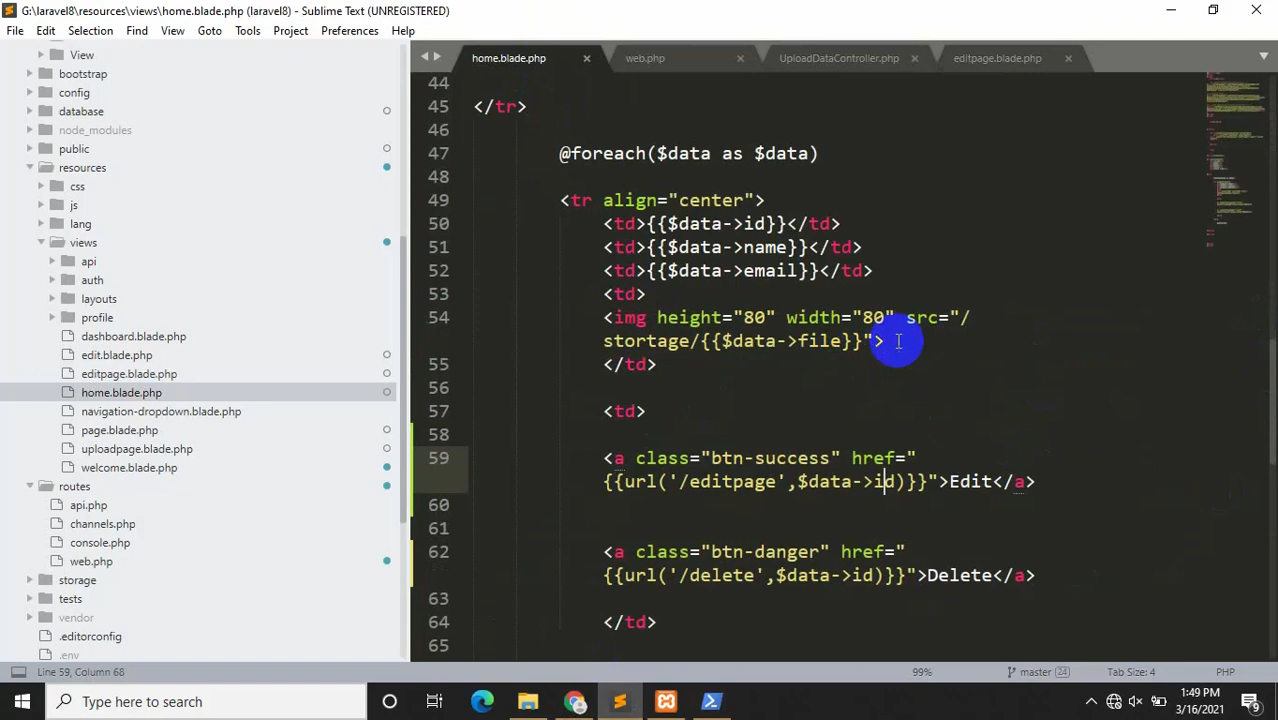 G:\laravel8\resources\views\home.blade.php (laravel8) - Sublime Text (UNREGISTERED)
File Edit Selection Find View Goto Tools Project Preferences Help
View
bootstrap
config
database
node_modules
public
resources
css
js
lang
views
api
auth
layouts
profile
dashboard.blade.php
edit.blade.php
editpage.blade.php
home.blade.php
navigation-dropdown.blade.php
page.blade.php
uploadpage.blade.php
welcome.blade.php
routes
api.php
channels.php
console.php
web.php
storage
tests
vendor
.editorconfig
.env
home.blade.php web.php UploadDataController.php editpage.blade.php
44
45 </tr>
46
47 @foreach($data as $data)
48
49 <tr align="center">
50 <td>{{$data->id}}</td>
51 <td>{{$data->name}}</td>
52 <td>{{$data->email}}</td>
53 <td>
54 <img height="80" width="80" src="/
stortage/{{$data->file}}">
55 </td>
56
57 <td>
58
59 <a class="btn-success" href="
{{url('/editpage',$data->id)}}">Edit</a>
60
61
62 <a class="btn-danger" href="
{{url('/delete',$data->id)}}">Delete</a>
63
64 </td>
65
Line 59, Column 68 99% master 24 Tab Size: 4 PHP
Type here to search
1:49 PM
3/16/2021
9